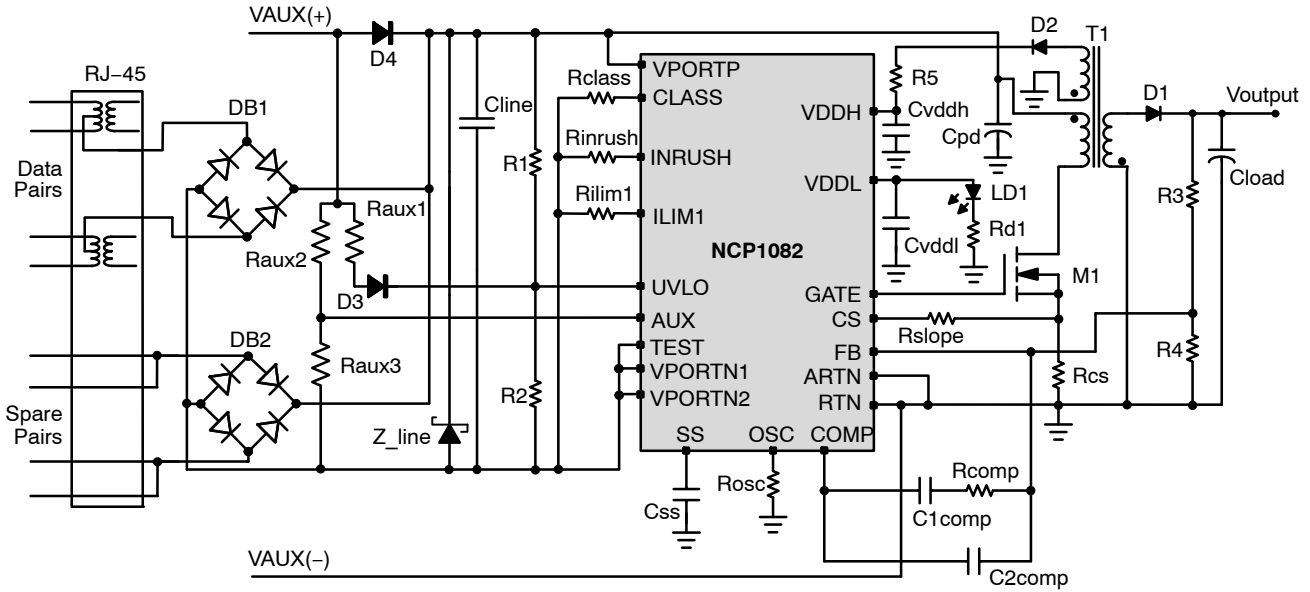 VAUX(+)
D4
D2
T1
RJ−45
DB1
Data
Pairs
Cline
R1
Rclass
Rinrush
Rilim1
VPORTP
CLASS
INRUSH
ILIM1
NCP1082
UVLO
AUX
TEST
VPORTN1
VPORTN2
SS
OSC
COMP
VDDH
VDDL
GATE
CS
FB
ARTN
RTN
R5
Cvddh
Cpd
D1
Voutput
Cload
R3
LD1
Rd1
Cvddl
M1
Rslope
Rcs
R4
Raux1
Raux2
D3
Raux3
DB2
Spare
Pairs
Z_line
R2
Css
Rosc
Rcomp
C1comp
C2comp
VAUX(−)